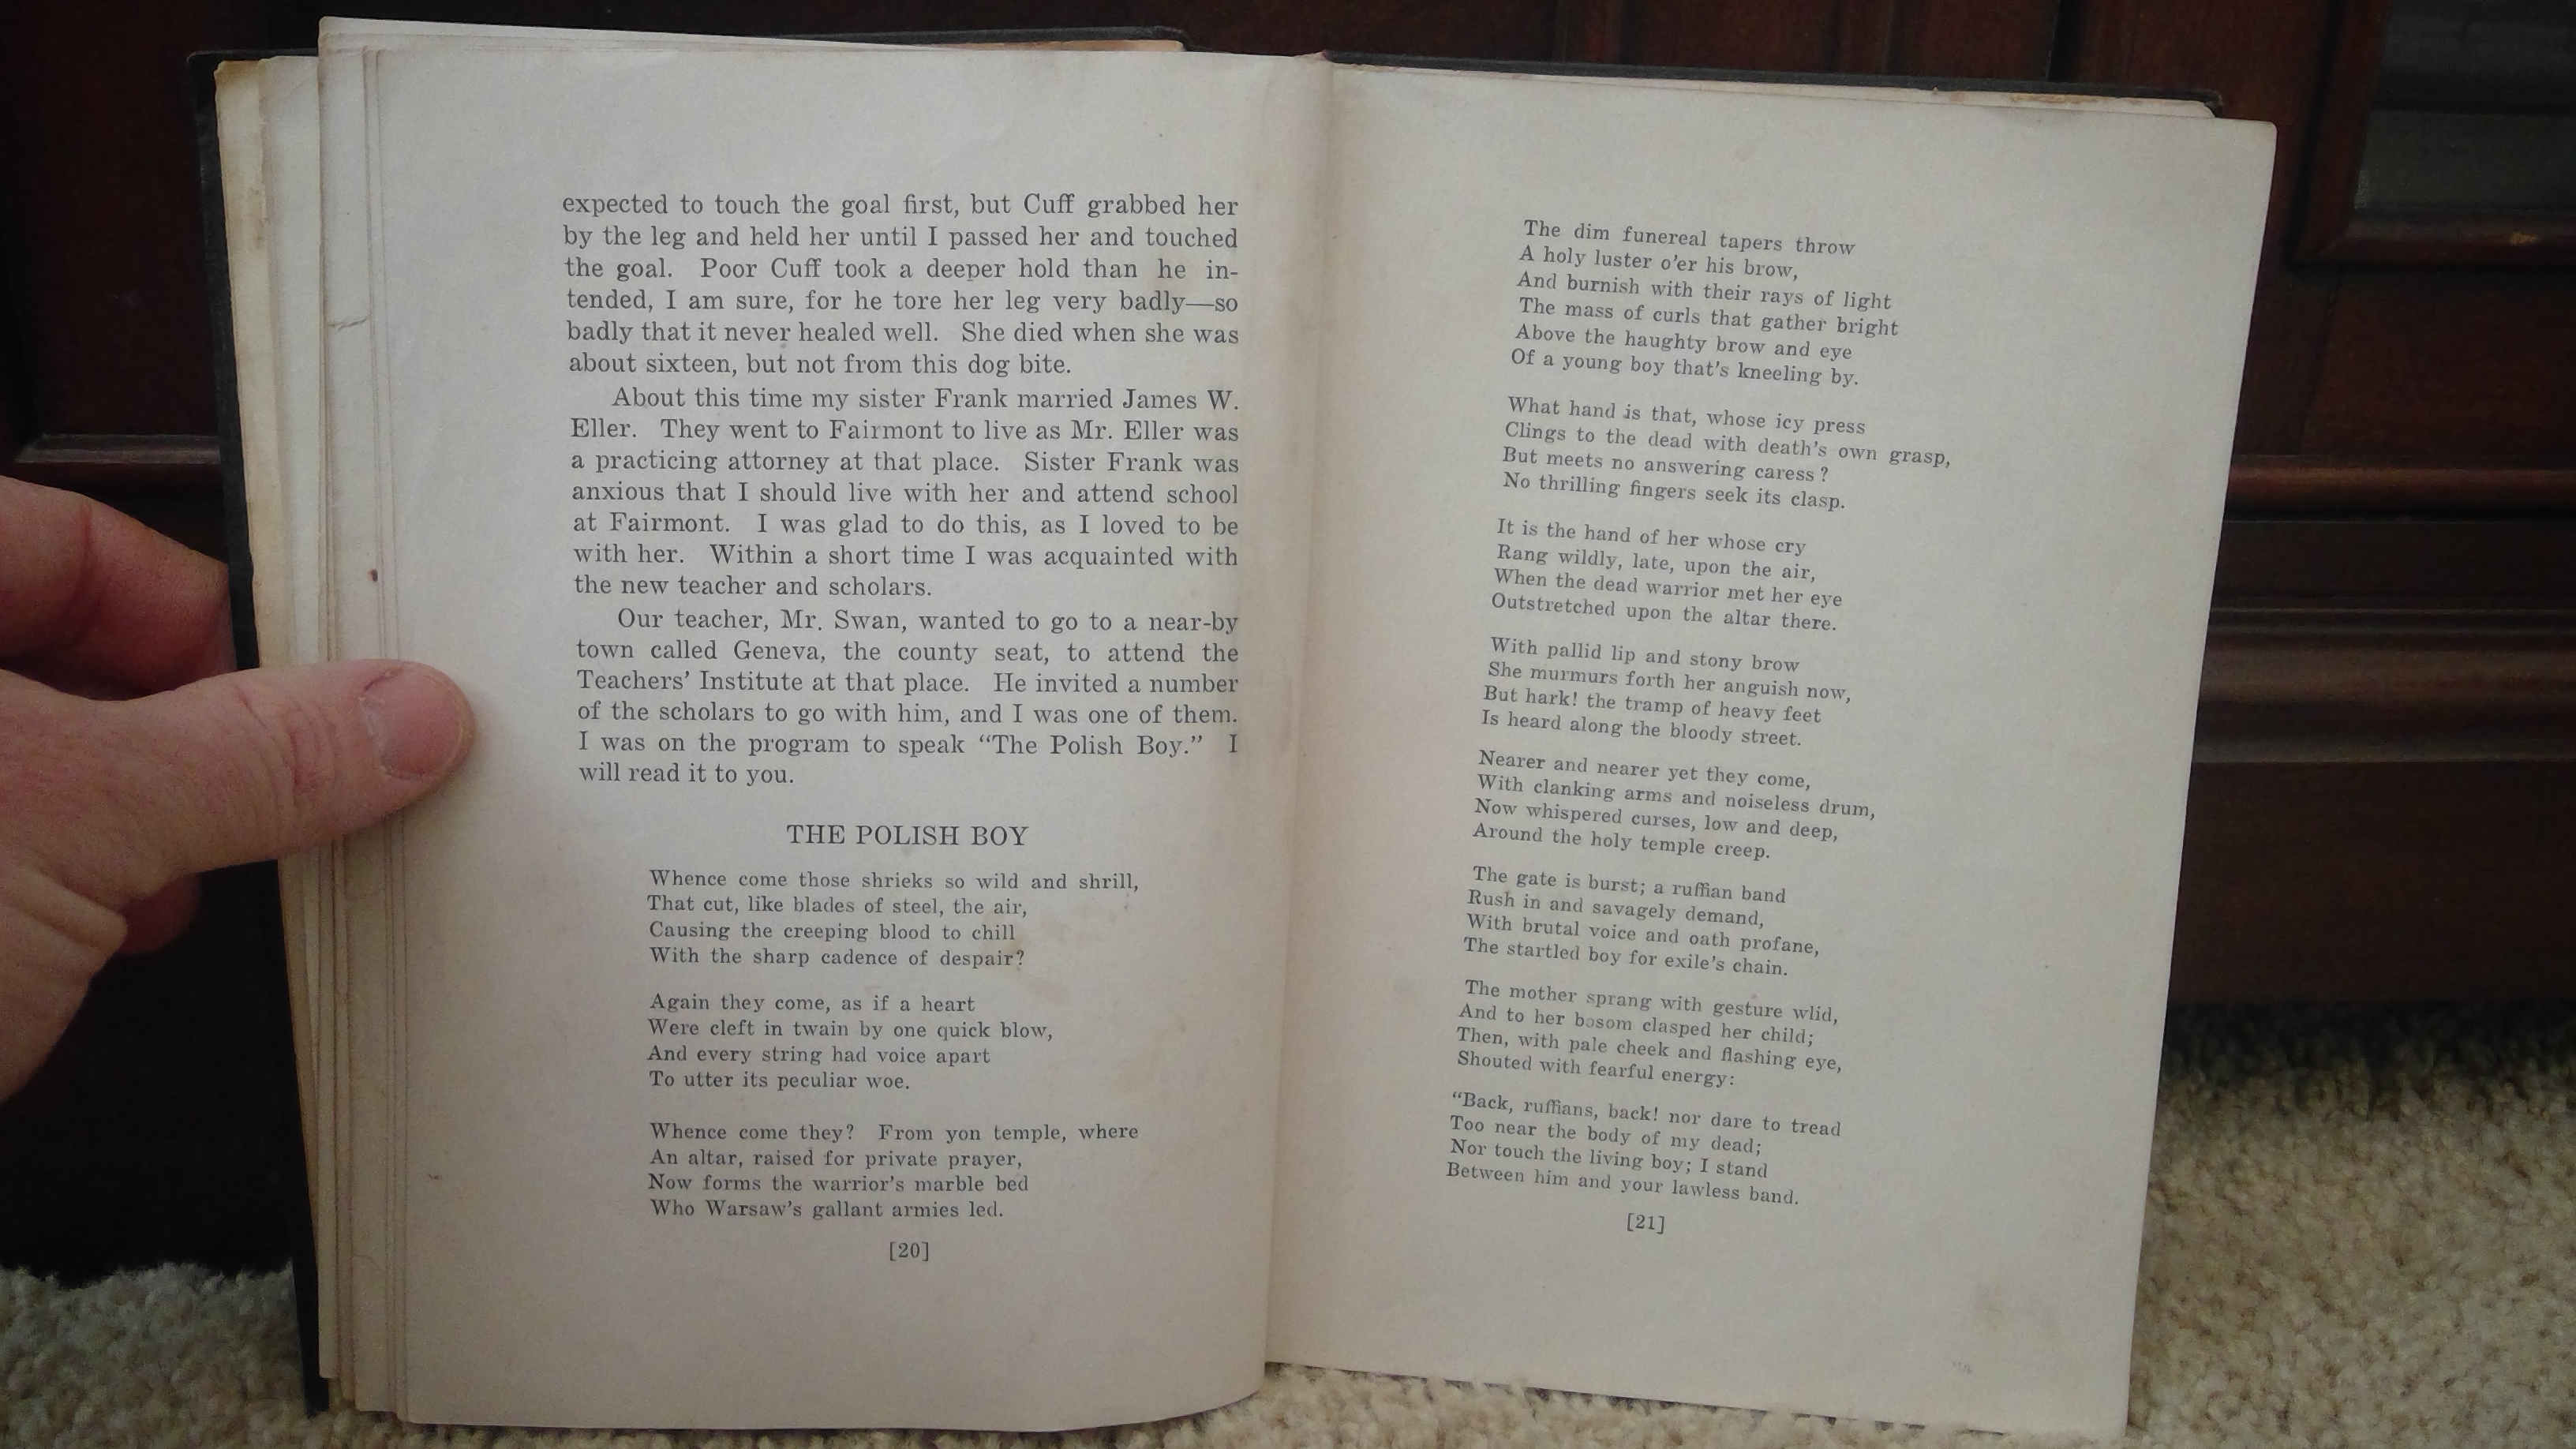 expected to touch the goal first, but Cuff grabbed her
by the leg and held her until I passed her and touched
the goal. Poor Cuff took a deeper hold than he in-
tended, I am sure, for he tore her leg very badly—so
badly that it never healed well. She died when she was
about sixteen, but not from this dog bite.
About this time my sister Frank married James W.
Eller. They went to Fairmont to live as Mr. Eller was
a practicing attorney at that place. Sister Frank was
anxious that I should live with her and attend school
at Fairmont. I was glad to do this, as I loved to be
with her. Within a short time I was acquainted with
the new teacher and scholars.
Our teacher, Mr. Swan, wanted to go to a near-by
town called Geneva, the county seat, to attend the
Teachers’ Institute at that place. He invited a number
of the scholars to go with him, and I was one of them.
I was on the program to speak “The Polish Boy.” I
will read it to you.
THE POLISH BOY
Whence come those shrieks so wild and shrill,
That cut, like blades of steel, the air,
Causing the creeping blood to chill
With the sharp cadence of despair?
Again they come, as if a heart
Were cleft in twain by one quick blow,
And every string had voice apart
To utter its peculiar woe.
Whence come they? From yon temple, where
An altar, raised for private prayer,
Now forms the warrior’s marble bed
Who Warsaw’s gallant armies led.
[20]
The dim funereal tapers throw
A holy luster o’er his brow,
And burnish with their rays of light
The mass of curls that gather bright
Above the haughty brow and eye
Of a young boy that’s kneeling by.
What hand is that, whose icy press
Clings to the dead with death’s own grasp,
But meets no answering caress?
No thrilling fingers seek its clasp.
It is the hand of her whose cry
Rang wildly, late, upon the air,
When the dead warrior met her eye
Outstretched upon the altar there.
With pallid lip and stony brow
She murmurs forth her anguish now,
But hark! the tramp of heavy feet
Is heard along the bloody street.
Nearer and nearer yet they come,
With clanking arms and noiseless drum,
Now whispered curses, low and deep,
Around the holy temple creep.
The gate is burst; a ruffian band
Rush in and savagely demand,
With brutal voice and oath profane,
The startled boy for exile’s chain.
The mother sprang with gesture wlid,
And to her bosom clasped her child;
Then, with pale cheek and flashing eye,
Shouted with fearful energy:
“Back, ruffians, back! nor dare to tread
Too near the body of my dead;
Nor touch the living boy; I stand
Between him and your lawless band.
[21]